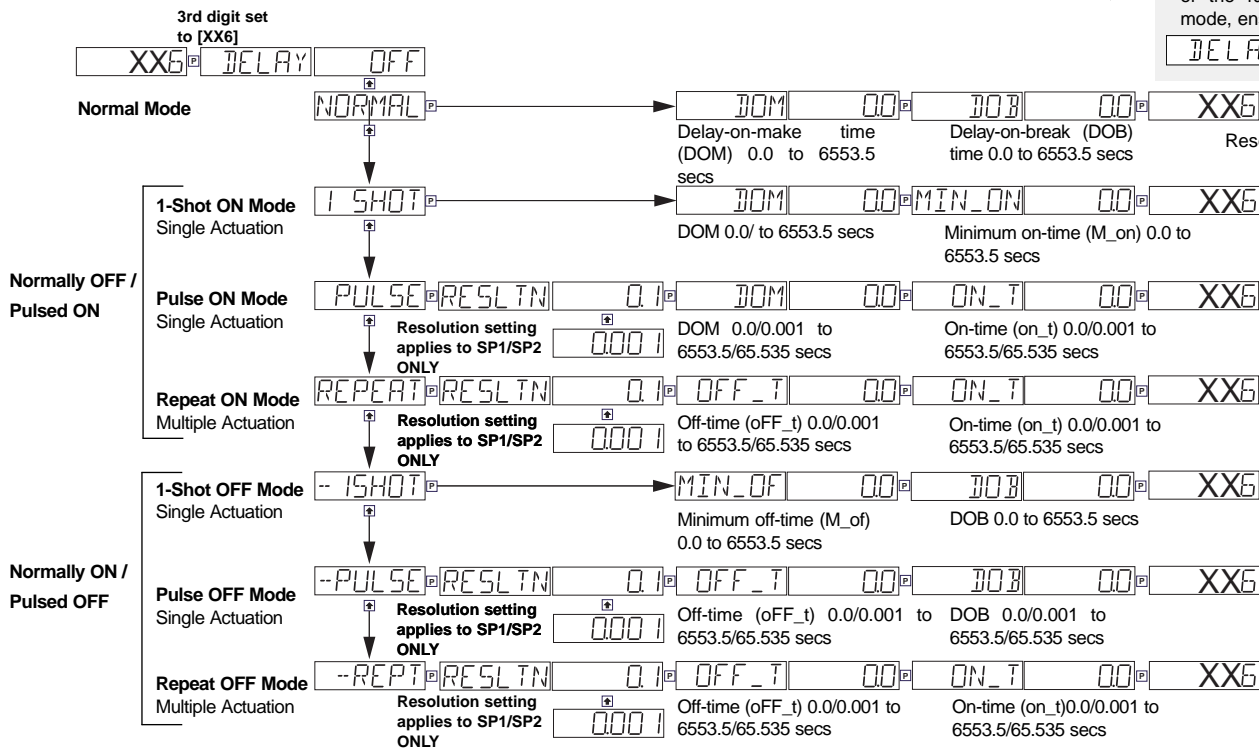 3rd digit set
to [XX6]
mode, en
XX6 P DELAY OFF
DELA
Normal Mode NORMAL P DOM 0.0 P DOB 0.0 P XX6
Delay-on-make time
(DOM) 0.0 to 6553.5
secs
Delay-on-break (DOB)
time 0.0 to 6553.5 secs
Res
Normally OFF /
Pulsed ON
1-Shot ON Mode
Single Actuation
1 SHOT P DOM 0.0 P MIN_ON 0.0 P XX6
DOM 0.0/ to 6553.5 secs
Minimum on-time (M_on) 0.0 to
6553.5 secs
Pulse ON Mode
Single Actuation
PULSE P RESLTN 0.1 P DOM 0.0 P ON_T 0.0 P XX6
Resolution setting
applies to SP1/SP2
ONLY
0.001
DOM 0.0/0.001 to
6553.5/65.535 secs
On-time (on_t) 0.0/0.001 to
6553.5/65.535 secs
Repeat ON Mode
Multiple Actuation
REPEAT P RESLTN 0.1 P OFF_T 0.0 P ON_T 0.0 P XX6
Resolution setting
applies to SP1/SP2
ONLY
0.001
Off-time (oFF_t) 0.0/0.001
to 6553.5/65.535 secs
On-time (on_t) 0.0/0.001 to
6553.5/65.535 secs
Normally ON /
Pulsed OFF
1-Shot OFF Mode
Single Actuation
-- 1SHOT P MIN_OF 0.0 P DOB 0.0 P XX6
Minimum off-time (M_of)
0.0 to 6553.5 secs
DOB 0.0 to 6553.5 secs
Pulse OFF Mode
Single Actuation
--PULSE P RESLTN 0.1 P OFF_T 0.0 P DOB 0.0 P XX6
Resolution setting
applies to SP1/SP2
ONLY
0.001
Off-time (oFF_t) 0.0/0.001 to
6553.5/65.535 secs
DOB 0.0/0.001 to
6553.5/65.535 secs
Repeat OFF Mode
Multiple Actuation
--REPT P RESLTN 0.1 P OFF_T 0.0 P ON_T 0.0 P XX6
Resolution setting
applies to SP1/SP2
ONLY
0.001
Off-time (oFF_t) 0.0/0.001 to
6553.5/65.535 secs
On-time (on_t)0.0/0.001 to
6553.5/65.535 secs